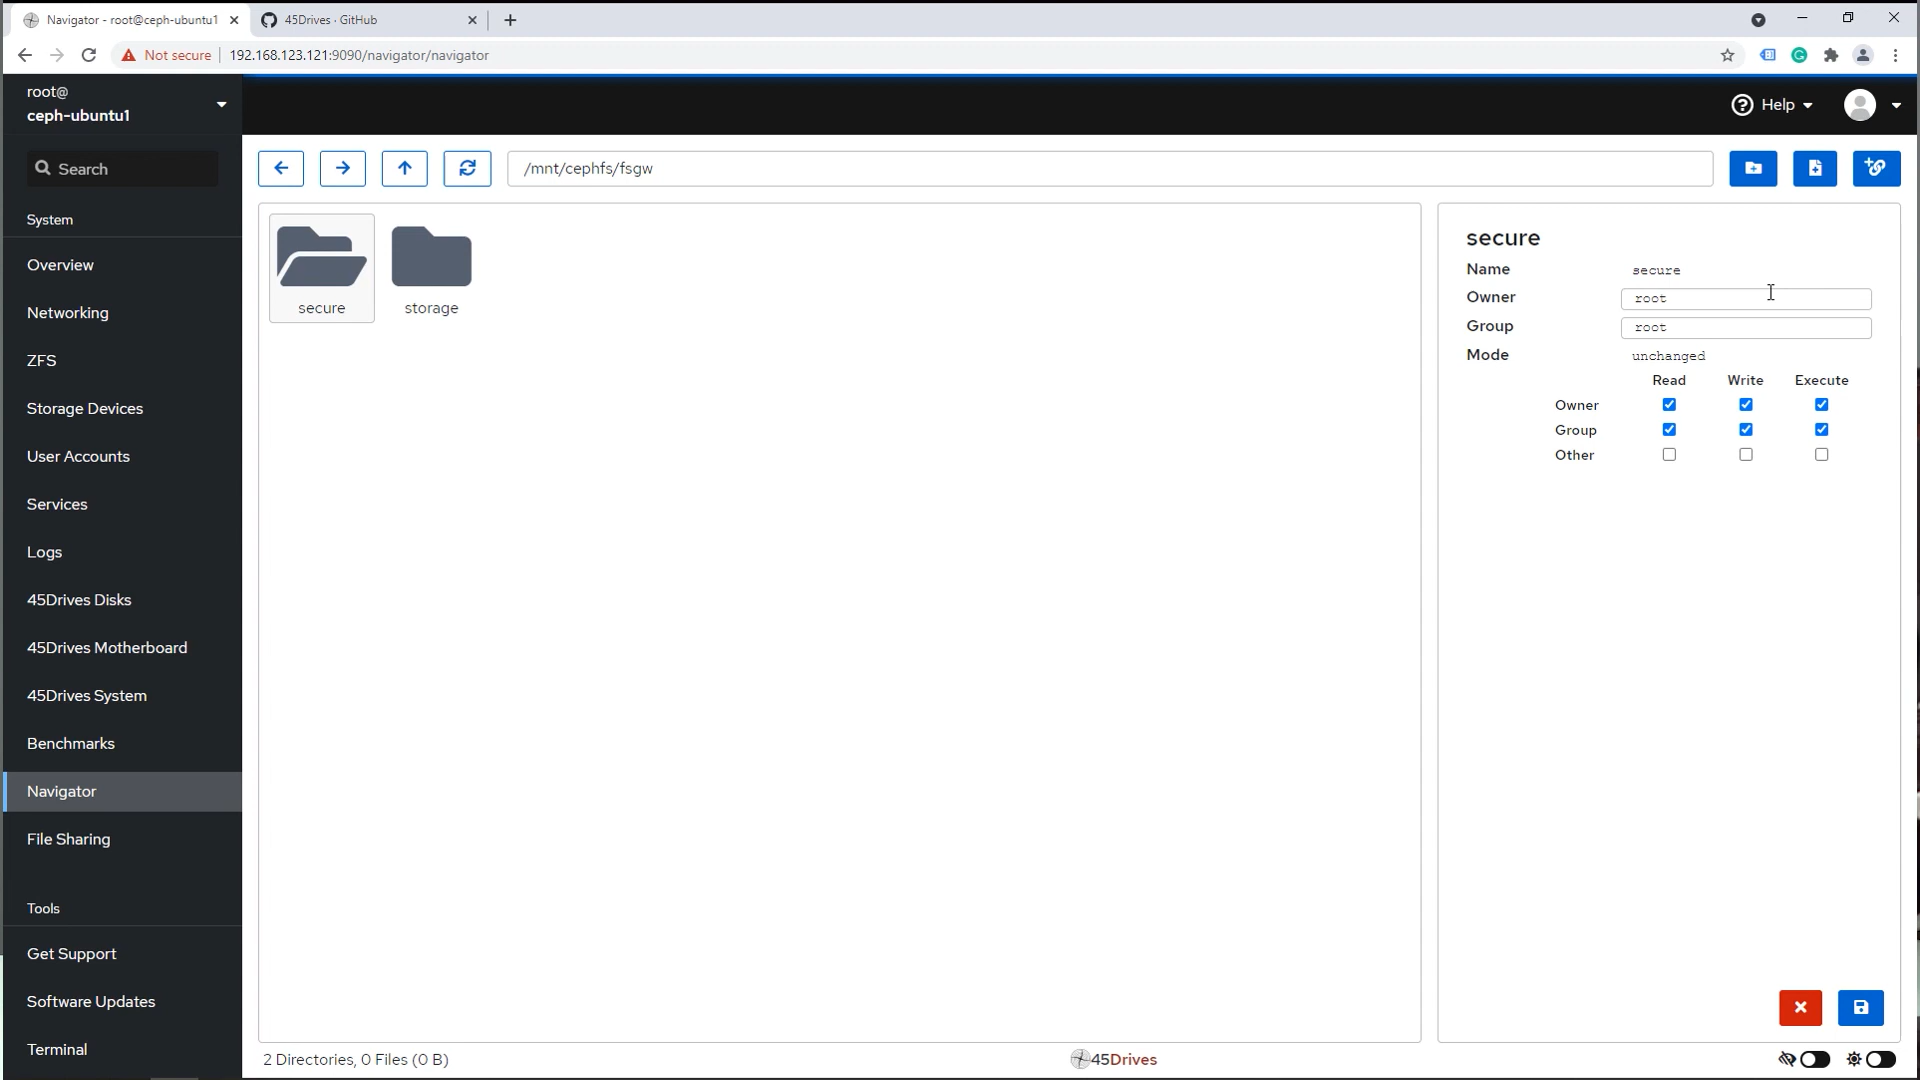 Navigator - root@ceph-ubuntu1
45Drives · GitHub
Not secure
192.168.123.121:9090/navigator/navigator
root@
ceph-ubuntu1
Help
Search
/mnt/cephfs/fsgw
System
Overview
Networking
ZFS
Storage Devices
User Accounts
Services
Logs
45Drives Disks
45Drives Motherboard
45Drives System
Benchmarks
Navigator
File Sharing
Tools
Get Support
Software Updates
Terminal
secure
storage
secure
Name secure
Owner root
Group root
Mode unchanged
Read Write Execute
Owner
Group
Other
2 Directories, 0 Files (0 B)
45Drives